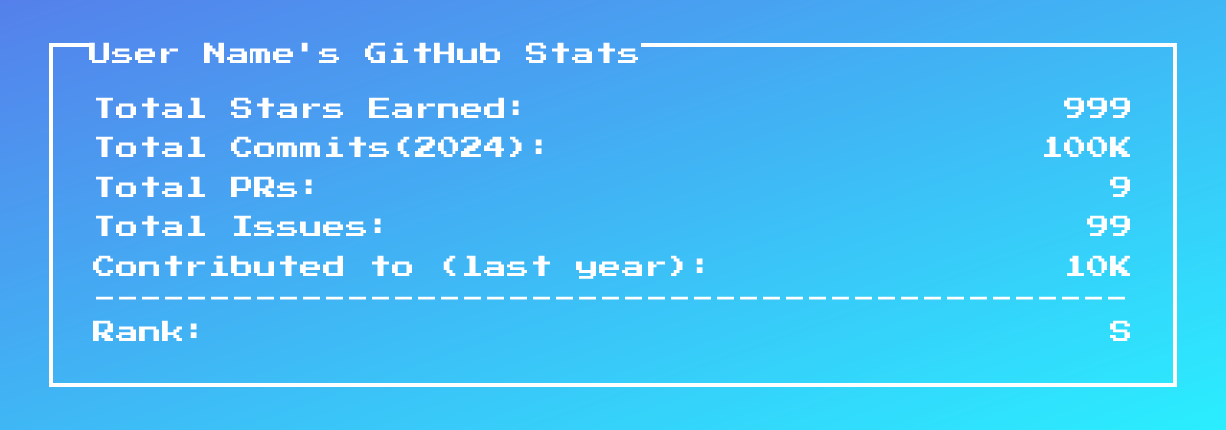 User Name's GitHub Stats
Total Stars Earned: 999
Total Commits(2024): 100K
Total PRs: 9
Total Issues: 99
Contributed to (last year): 10K
----------------------------------------------
Rank: S